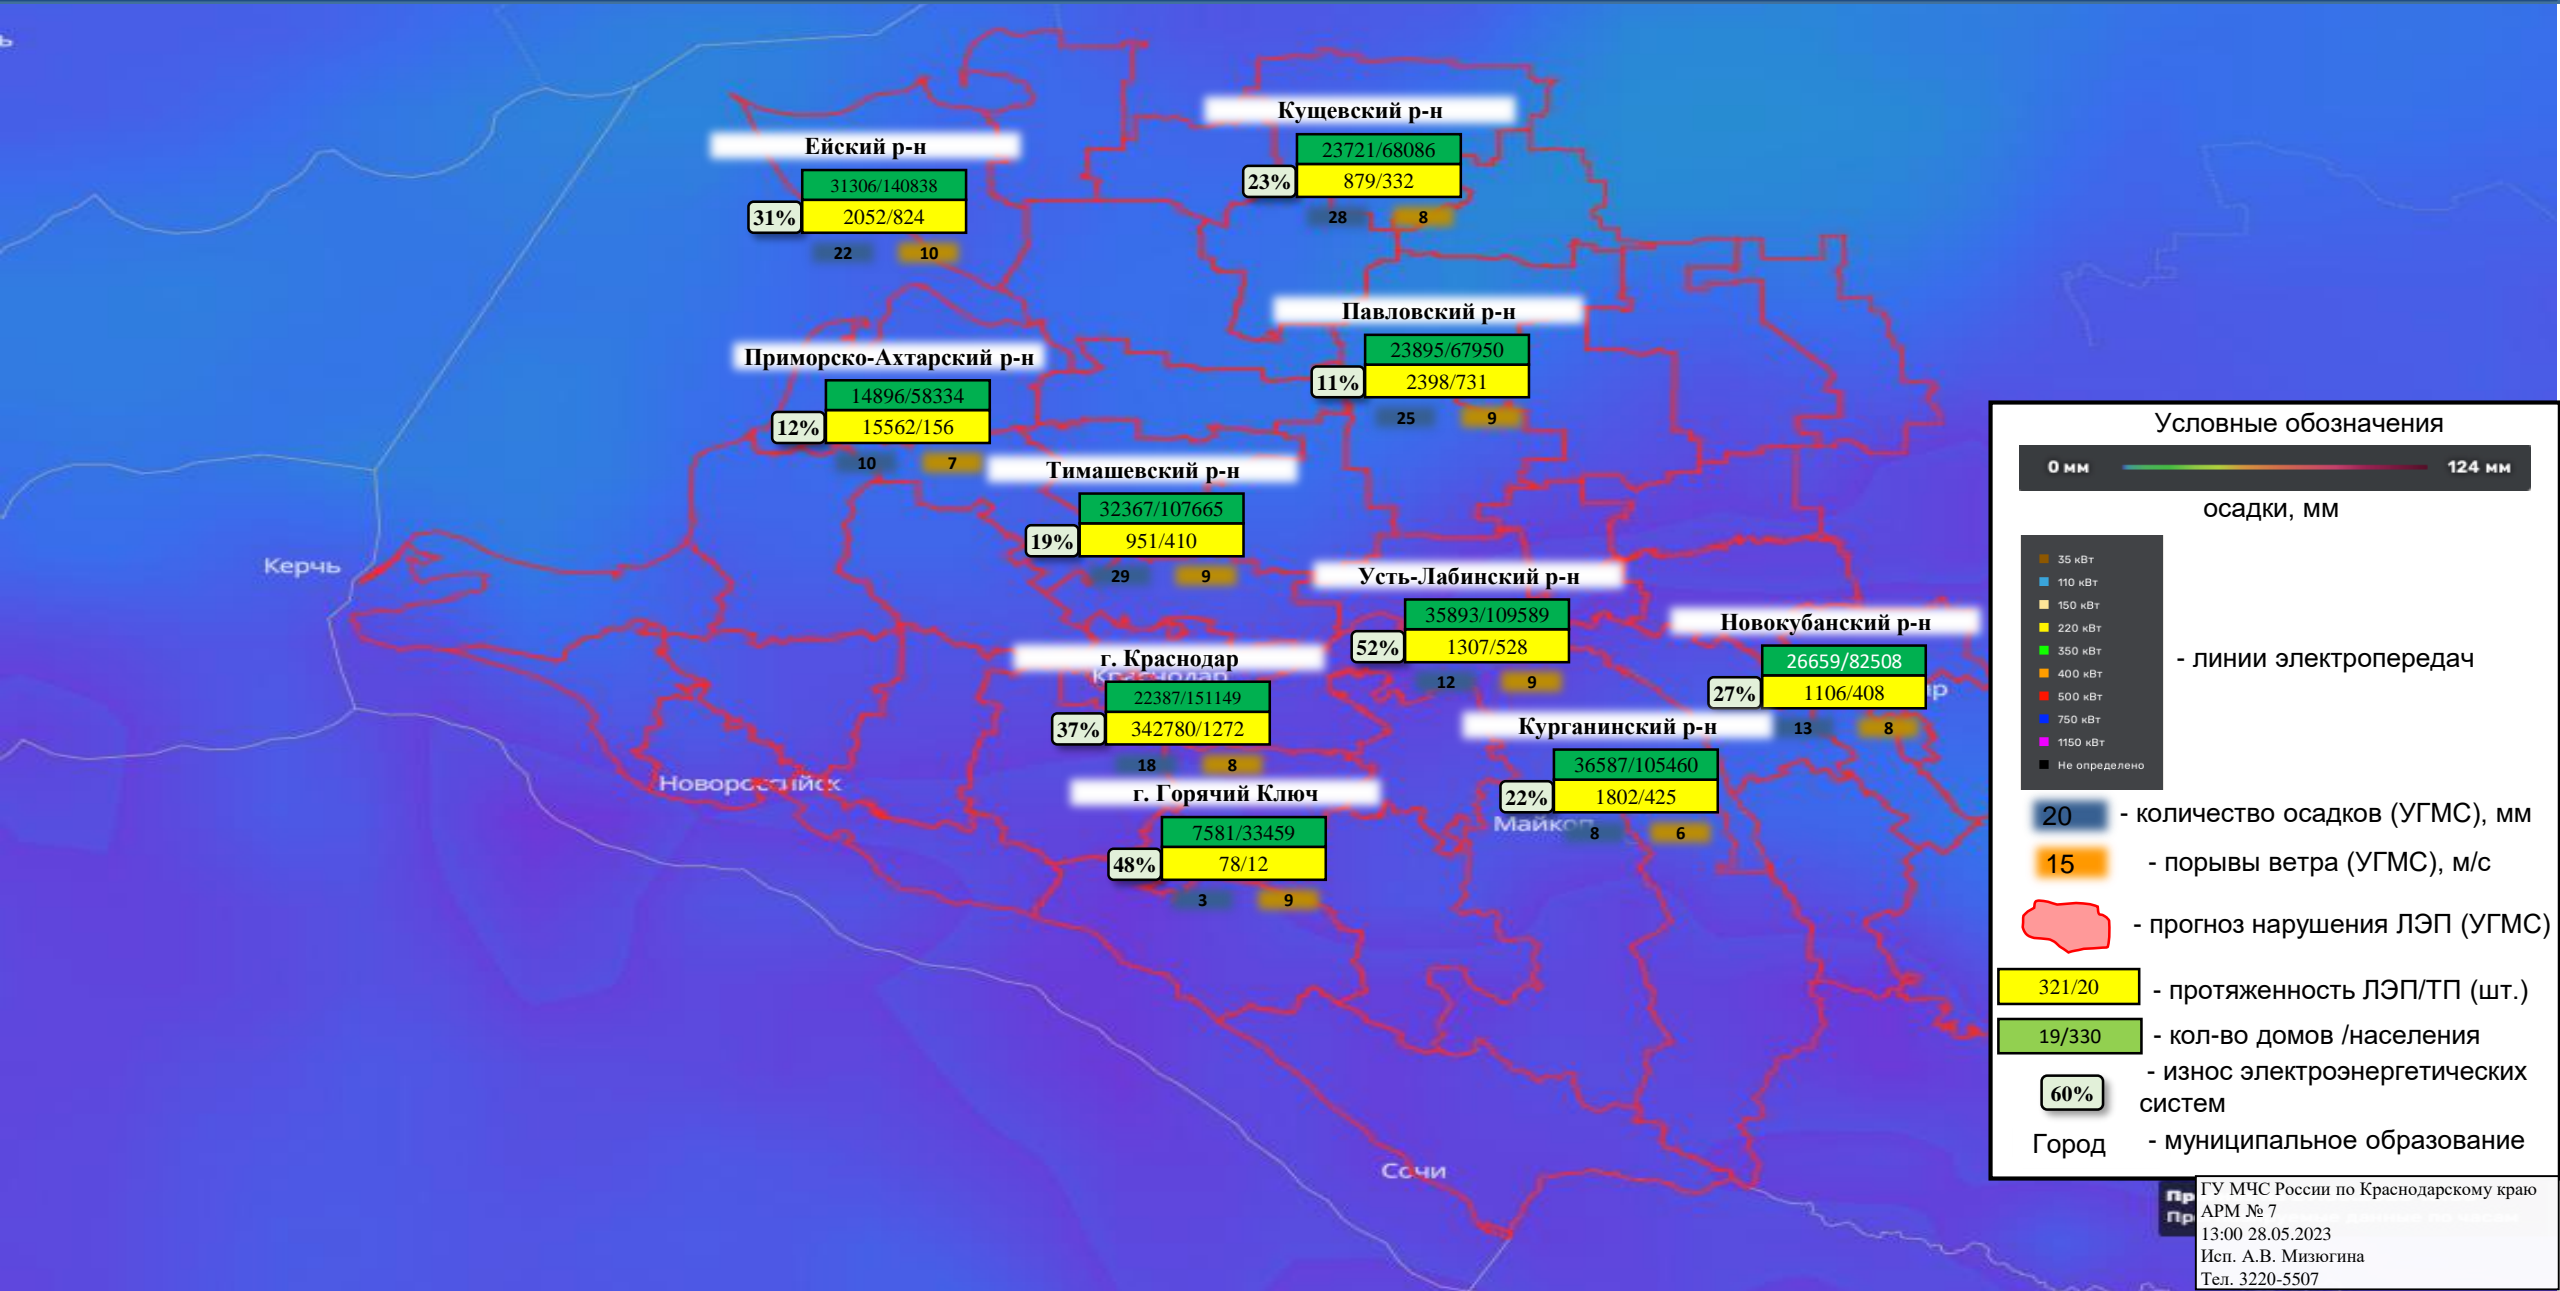 Кущевский р-н
23721/68086
23%
879/332
28
8
Ейский р-н
31306/140838
31%
2052/824
22
10
Павловский р-н
23895/67950
11%
2398/731
25
9
Приморско-Ахтарский р-н
14896/58334
12%
15562/156
10
7
Тимашевский р-н
32367/107665
19%
951/410
29
9
Керчь
Усть-Лабинский р-н
35893/109589
52%
1307/528
12
9
Новокубанский р-н
26659/82508
27%
1106/408
13
8
г. Краснодар
Краснодар
22387/151149
37%
342780/1272
18
8
Курганинский р-н
36587/105460
22%
1802/425
8
6
Майкоп
Новороссийск
г. Горячий Ключ
7581/33459
48%
78/12
3
9
Сочи
Условные обозначения
0 мм
124 мм
осадки, мм
35 кВт
110 кВт
150 кВт
220 кВт
350 кВт
400 кВт
500 кВт
750 кВт
1150 кВт
Не определено
- линии электропередач
20 - количество осадков (УГМС), мм
15 - порывы ветра (УГМС), м/с
- прогноз нарушения ЛЭП (УГМС)
321/20 - протяженность ЛЭП/ТП (шт.)
19/330 - кол-во домов /населения
60% - износ электроэнергетических
систем
Город - муниципальное образование
ГУ МЧС России по Краснодарскому краю
АРМ № 7
13:00 28.05.2023
Исп. А.В. Мизюгина
Тел. 3220-5507